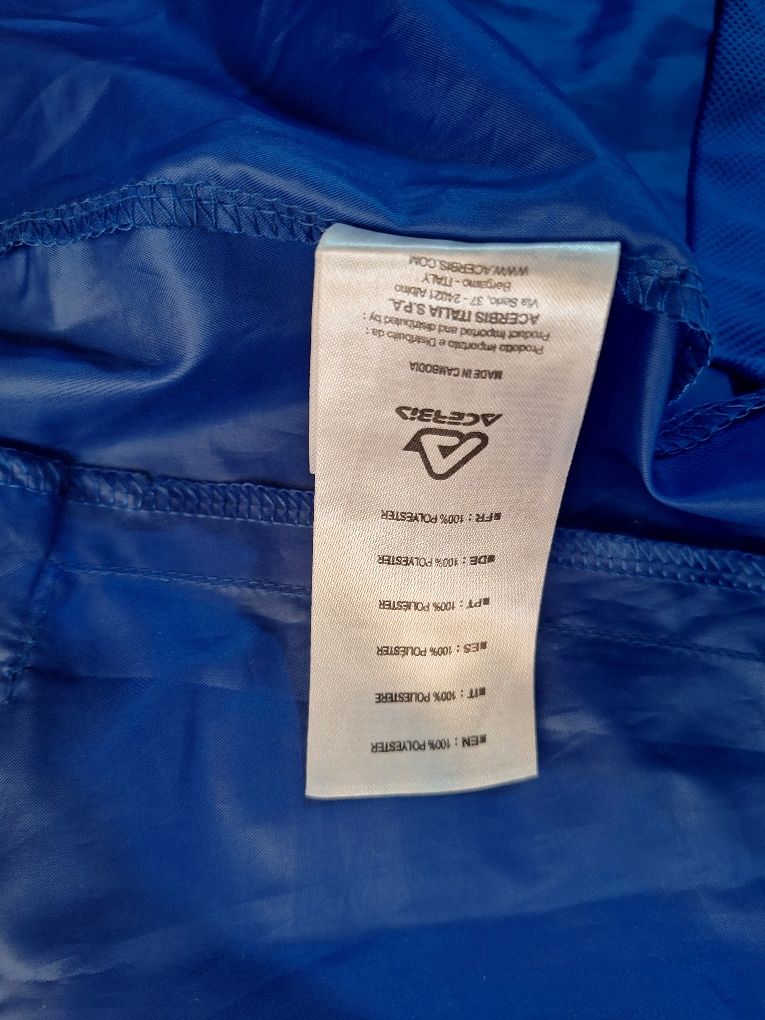 ■EN : 100% POLYESTER
■IT : 100% POLIESTERE
■ES : 100% POLIÉSTER
■PT : 100% POLIÉSTER
■DE : 100% POLYESTER
■FR : 100% POLYESTER
ACERBIS
MADE IN CAMBODIA
Prodotto Importato e Distribuito da :
Product Imported and distributed by :
ACERBIS ITALIA S.P.A.
Via Serio, 37 - 24021 Albino
Bergamo - ITALY
WWW.ACERBIS.COM